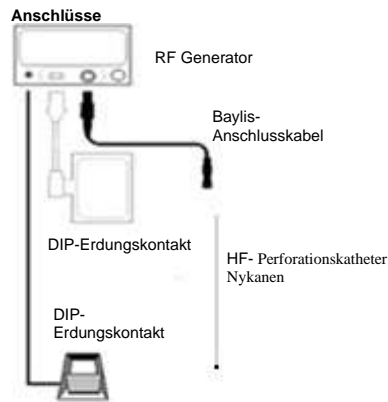 Anschlüsse
RF Generator
Baylis-
Anschlusskabel
DIP-Erdungskontakt
HF- Perforationskatheter
Nykanen
DIP-
Erdungskontakt